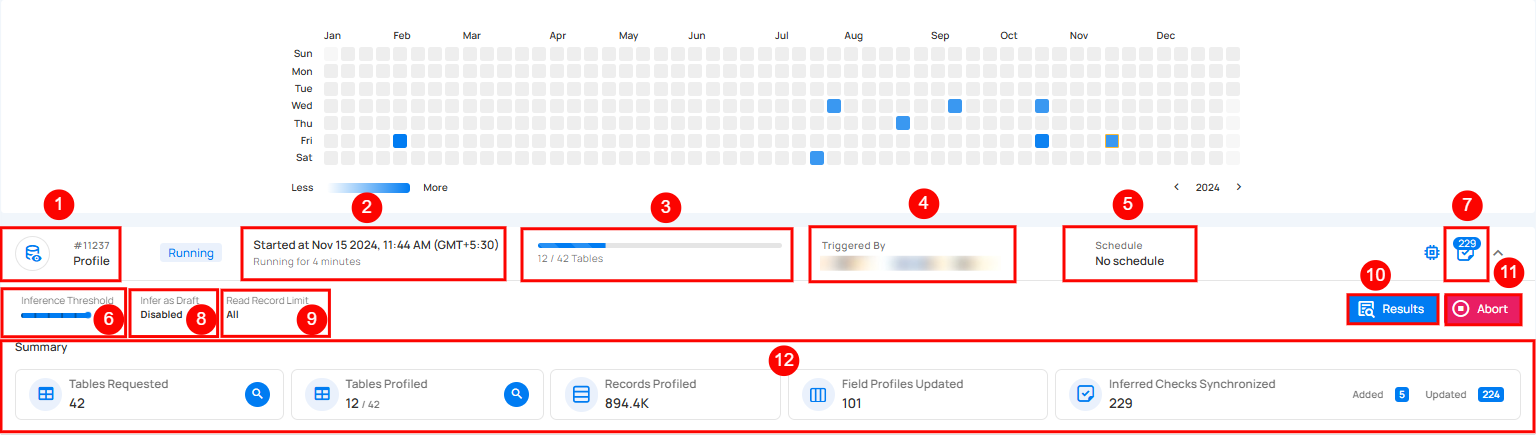 Jan Feb Mar Apr May Jun Jul Aug Sep Oct Nov Dec
Sun
Mon
Tue
Wed
Thu
Fri
Sat
Less More 2024
1 2 3 4 5 7
#11237
Profile
Running
Started at Nov 15 2024, 11:44 AM (GMT+5:30)
Running for 4 minutes
12 / 42 Tables
Triggered By
Schedule
No schedule
229
10 11
Inference Threshold
6
Infer as Draft
Disabled
8
Read Record Limit
All
9
Results
Abort
Summary
12
Tables Requested
42
Tables Profiled
12 / 42
Records Profiled
894.4K
Field Profiles Updated
101
Inferred Checks Synchronized
229
Added 5 Updated 224